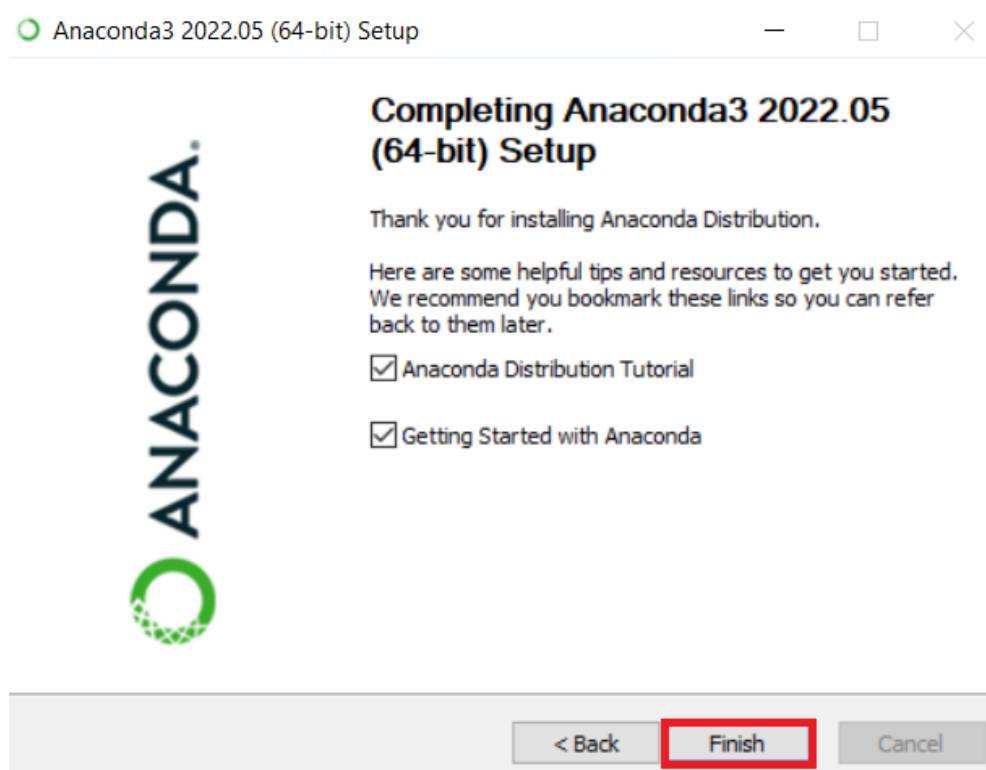 Anaconda3 2022.05 (64-bit) Setup
Completing Anaconda3 2022.05
(64-bit) Setup
ANACONDA.
Thank you for installing Anaconda Distribution.
Here are some helpful tips and resources to get you started.
We recommend you bookmark these links so you can refer
back to them later.
Anaconda Distribution Tutorial
Getting Started with Anaconda
< Back
Finish
Cancel